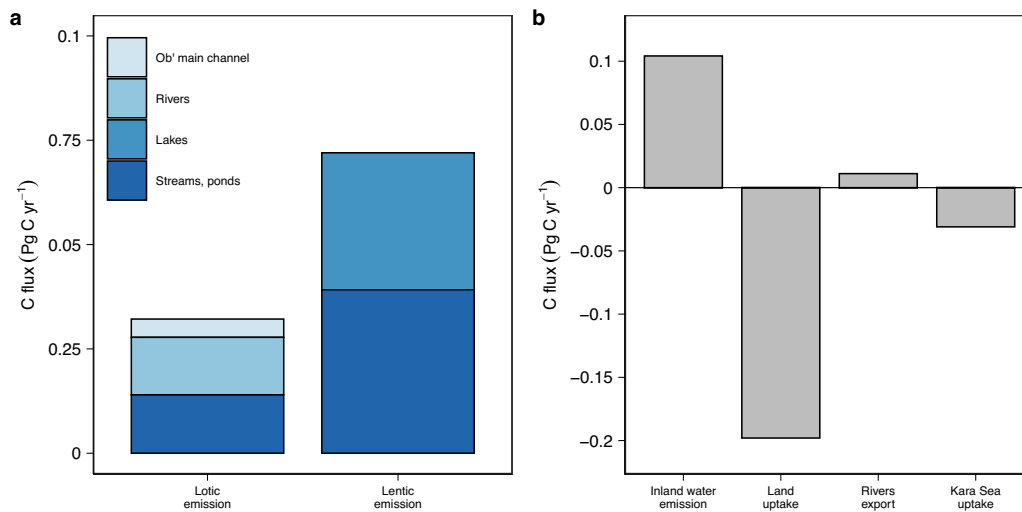 a
0.1
0.75
0.05
0.25
0
C flux (Pg C yr⁻¹)
Ob' main channel
Rivers
Lakes
Streams, ponds
Lotic
emission
Lentic
emission
b
0.1
0.05
0
−0.05
−0.1
−0.15
−0.2
C flux (Pg C yr⁻¹)
Inland water
emission
Land
uptake
Rivers
export
Kara Sea
uptake